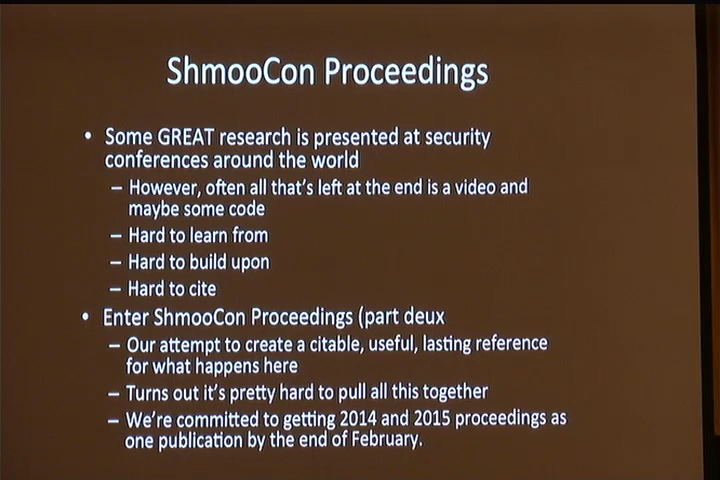 ShmooCon Proceedings
• Some GREAT research is presented at security
conferences around the world
– However, often all that's left at the end is a video and
maybe some code
– Hard to learn from
– Hard to build upon
– Hard to cite
• Enter ShmooCon Proceedings (part deux
– Our attempt to create a citable, useful, lasting reference
for what happens here
– Turns out it's pretty hard to pull all this together
– We're committed to getting 2014 and 2015 proceedings as
one publication by the end of February.